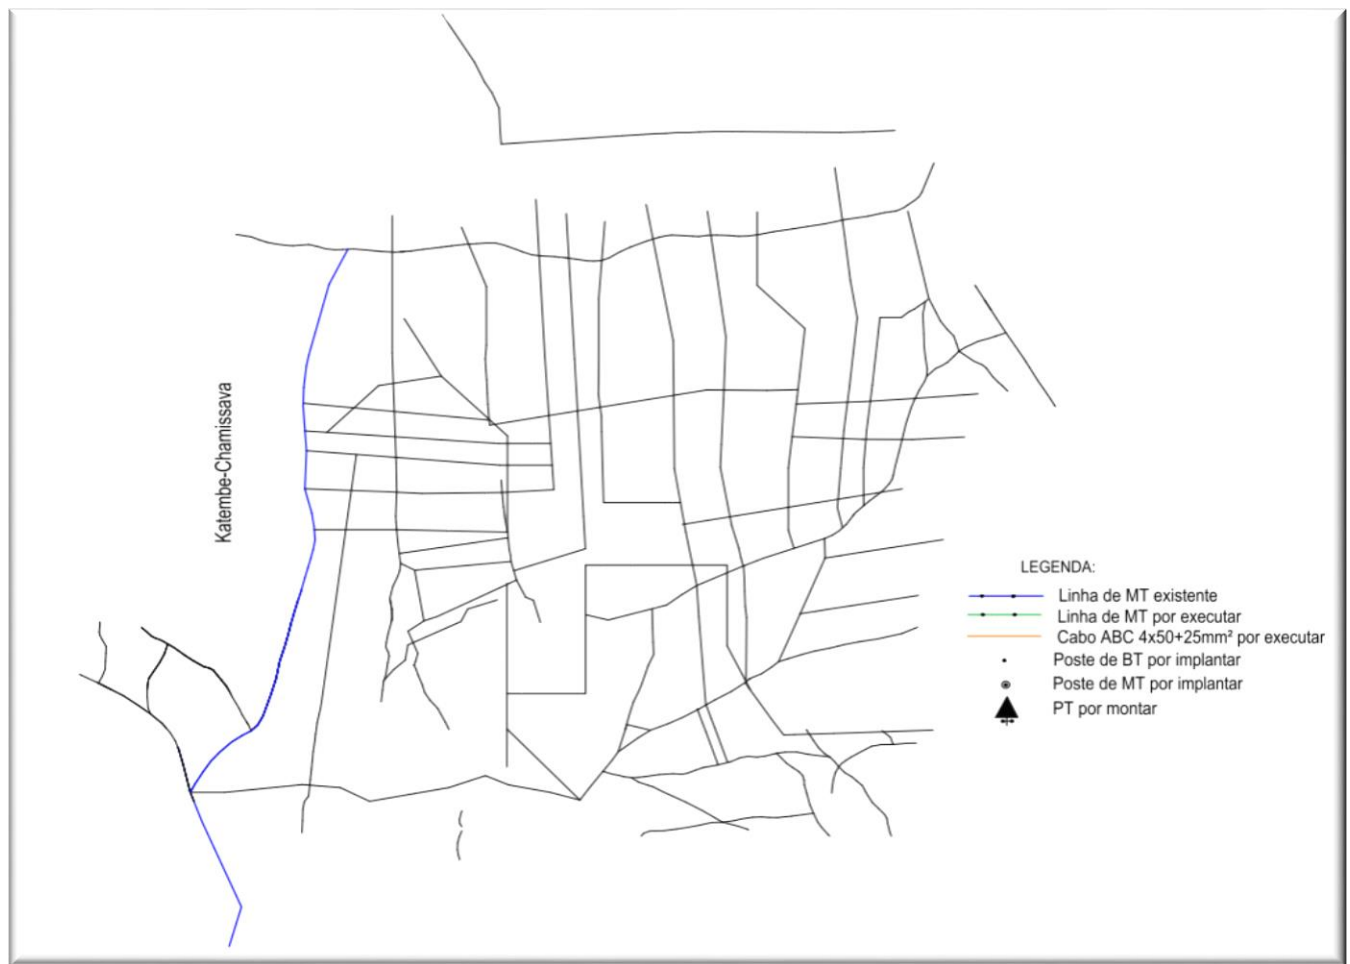 Katembe-Chamissava
LEGENDA:
Linha de MT existente
Linha de MT por executar
Cabo ABC 4x50+25mm² por executar
Poste de BT por implantar
Poste de MT por implantar
PT por montar